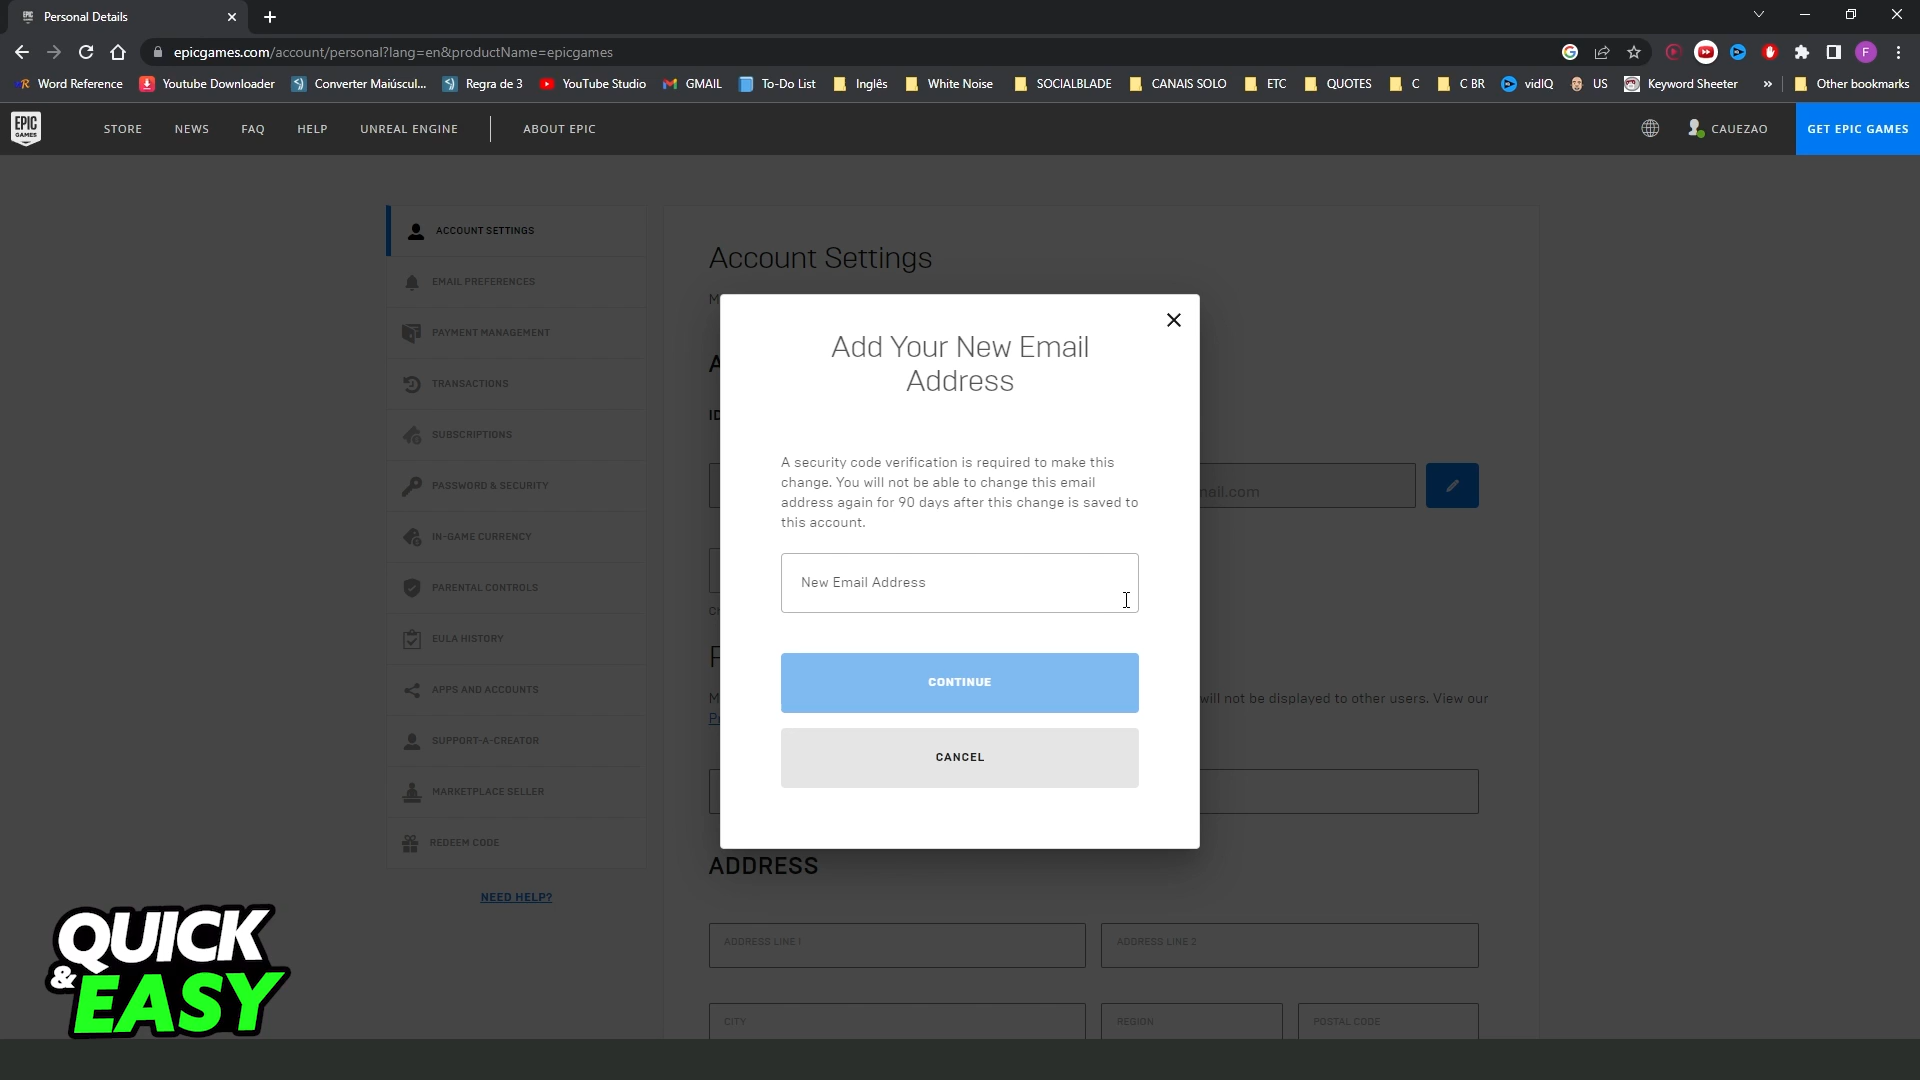 Personal Details
epicgames.com/account/personal?lang=en&productName=epicgames
F
Word Reference
Youtube Downloader
Converter Maiúscul...
Regra de 3
YouTube Studio
GMAIL
To-Do List
Inglês
White Noise
SOCIALBLADE
CANAIS SOLO
ETC
QUOTES
C
C BR
vidIQ
US
Keyword Sheeter
»
Other bookmarks
EPIC
GAMES
STORE
NEWS
FAQ
HELP
UNREAL ENGINE
ABOUT EPIC
CAUEZAO
GET EPIC GAMES
ACCOUNT SETTINGS
EMAIL PREFERENCES
PAYMENT MANAGEMENT
TRANSACTIONS
SUBSCRIPTIONS
PASSWORD & SECURITY
IN-GAME CURRENCY
PARENTAL CONTROLS
EULA HISTORY
APPS AND ACCOUNTS
SUPPORT-A-CREATOR
MARKETPLACE SELLER
REDEEM CODE
NEED HELP?
Account Settings
Add Your New Email
Address
A security code verification is required to make this
change. You will not be able to change this email
address again for 90 days after this change is saved to
this account.
New Email Address
CONTINUE
CANCEL
will not be displayed to other users. View our
ADDRESS
ADDRESS LINE 1
ADDRESS LINE 2
CITY
REGION
POSTAL CODE
QUICK
&EASY